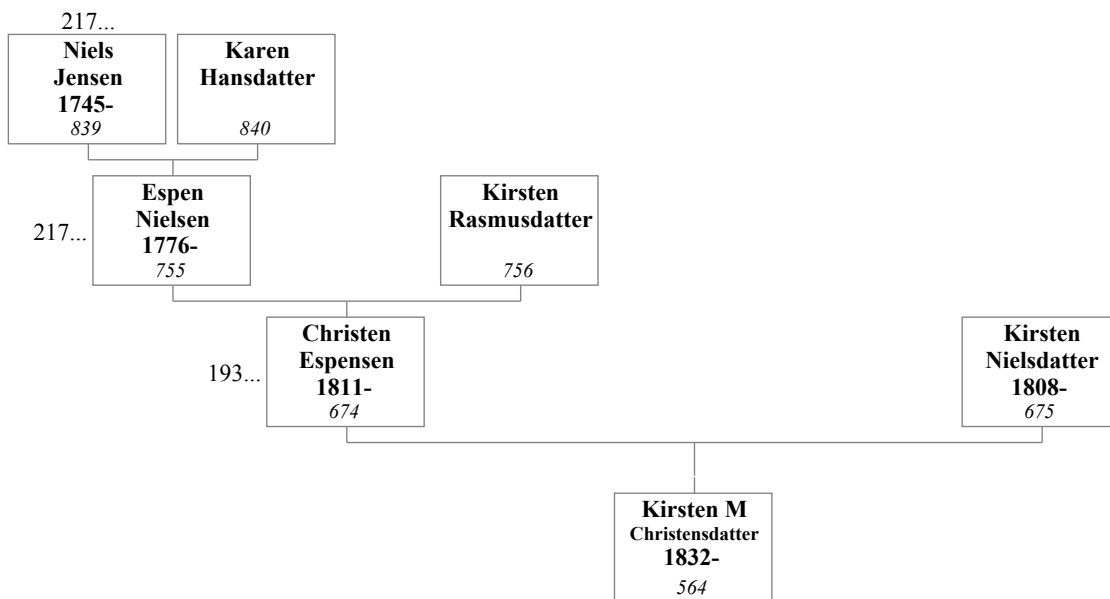 217...
Niels
Jensen
1745-
839
Karen
Hansdatter
840
217...
Espen
Nielsen
1776-
755
Kirsten
Rasmusdatter
756
193...
Christen
Espensen
1811-
674
Kirsten
Nielsdatter
1808-
675
Kirsten M
Christensdatter
1832-
564